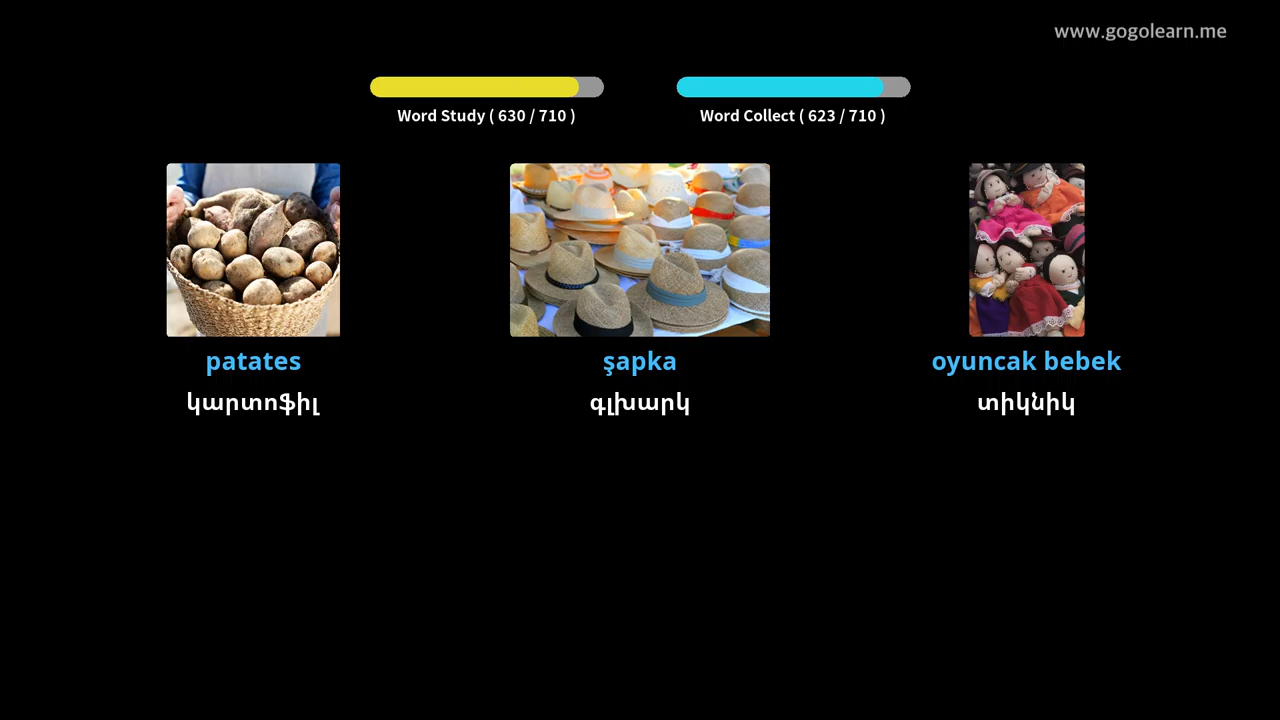 www.gogolearn.me
Word Study ( 630 / 710 )
Word Collect ( 623 / 710 )
patates
şapka
oyuncak bebek
կարտոֆիլ
գլխարկ
տիկնիկ